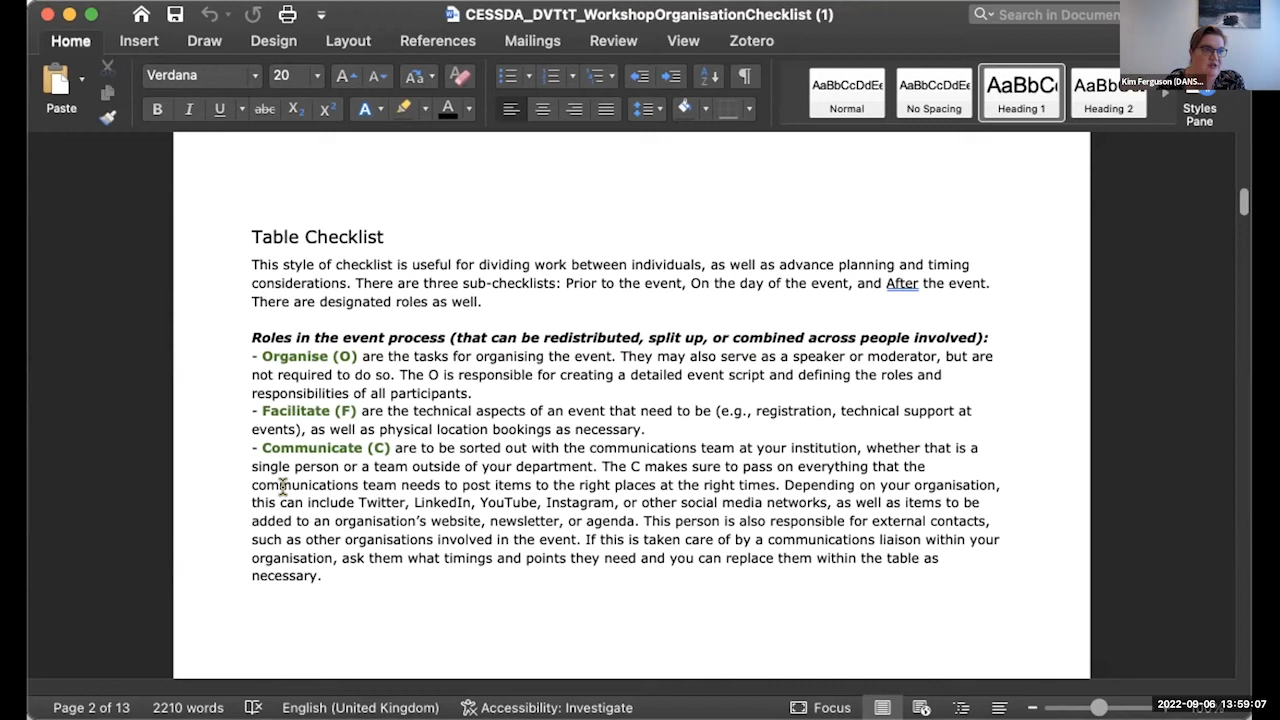 CESSDA_DVTtT_WorkshopOrganisationChecklist (1)
Search in Documen
Home Insert Draw Design Layout References Mailings Review View Zotero
Kim Ferguson (DANS...
Verdana 20
Paste
AaBbCcDdEe AaBbCcDdEe AaBbCc AaBb
Normal No Spacing Heading 1 Heading 2
Styles
Pane
Table Checklist
This style of checklist is useful for dividing work between individuals, as well as advance planning and timing
considerations. There are three sub-checklists: Prior to the event, On the day of the event, and After the event.
There are designated roles as well.
Roles in the event process (that can be redistributed, split up, or combined across people involved):
- Organise (O) are the tasks for organising the event. They may also serve as a speaker or moderator, but are
not required to do so. The O is responsible for creating a detailed event script and defining the roles and
responsibilities of all participants.
- Facilitate (F) are the technical aspects of an event that need to be (e.g., registration, technical support at
events), as well as physical location bookings as necessary.
- Communicate (C) are to be sorted out with the communications team at your institution, whether that is a
single person or a team outside of your department. The C makes sure to pass on everything that the
communications team needs to post items to the right places at the right times. Depending on your organisation,
this can include Twitter, LinkedIn, YouTube, Instagram, or other social media networks, as well as items to be
added to an organisation's website, newsletter, or agenda. This person is also responsible for external contacts,
such as other organisations involved in the event. If this is taken care of by a communications liaison within your
organisation, ask them what timings and points they need and you can replace them within the table as
necessary.
Page 2 of 13 2210 words English (United Kingdom) Accessibility: Investigate Focus
2022-09-06 13:59:07